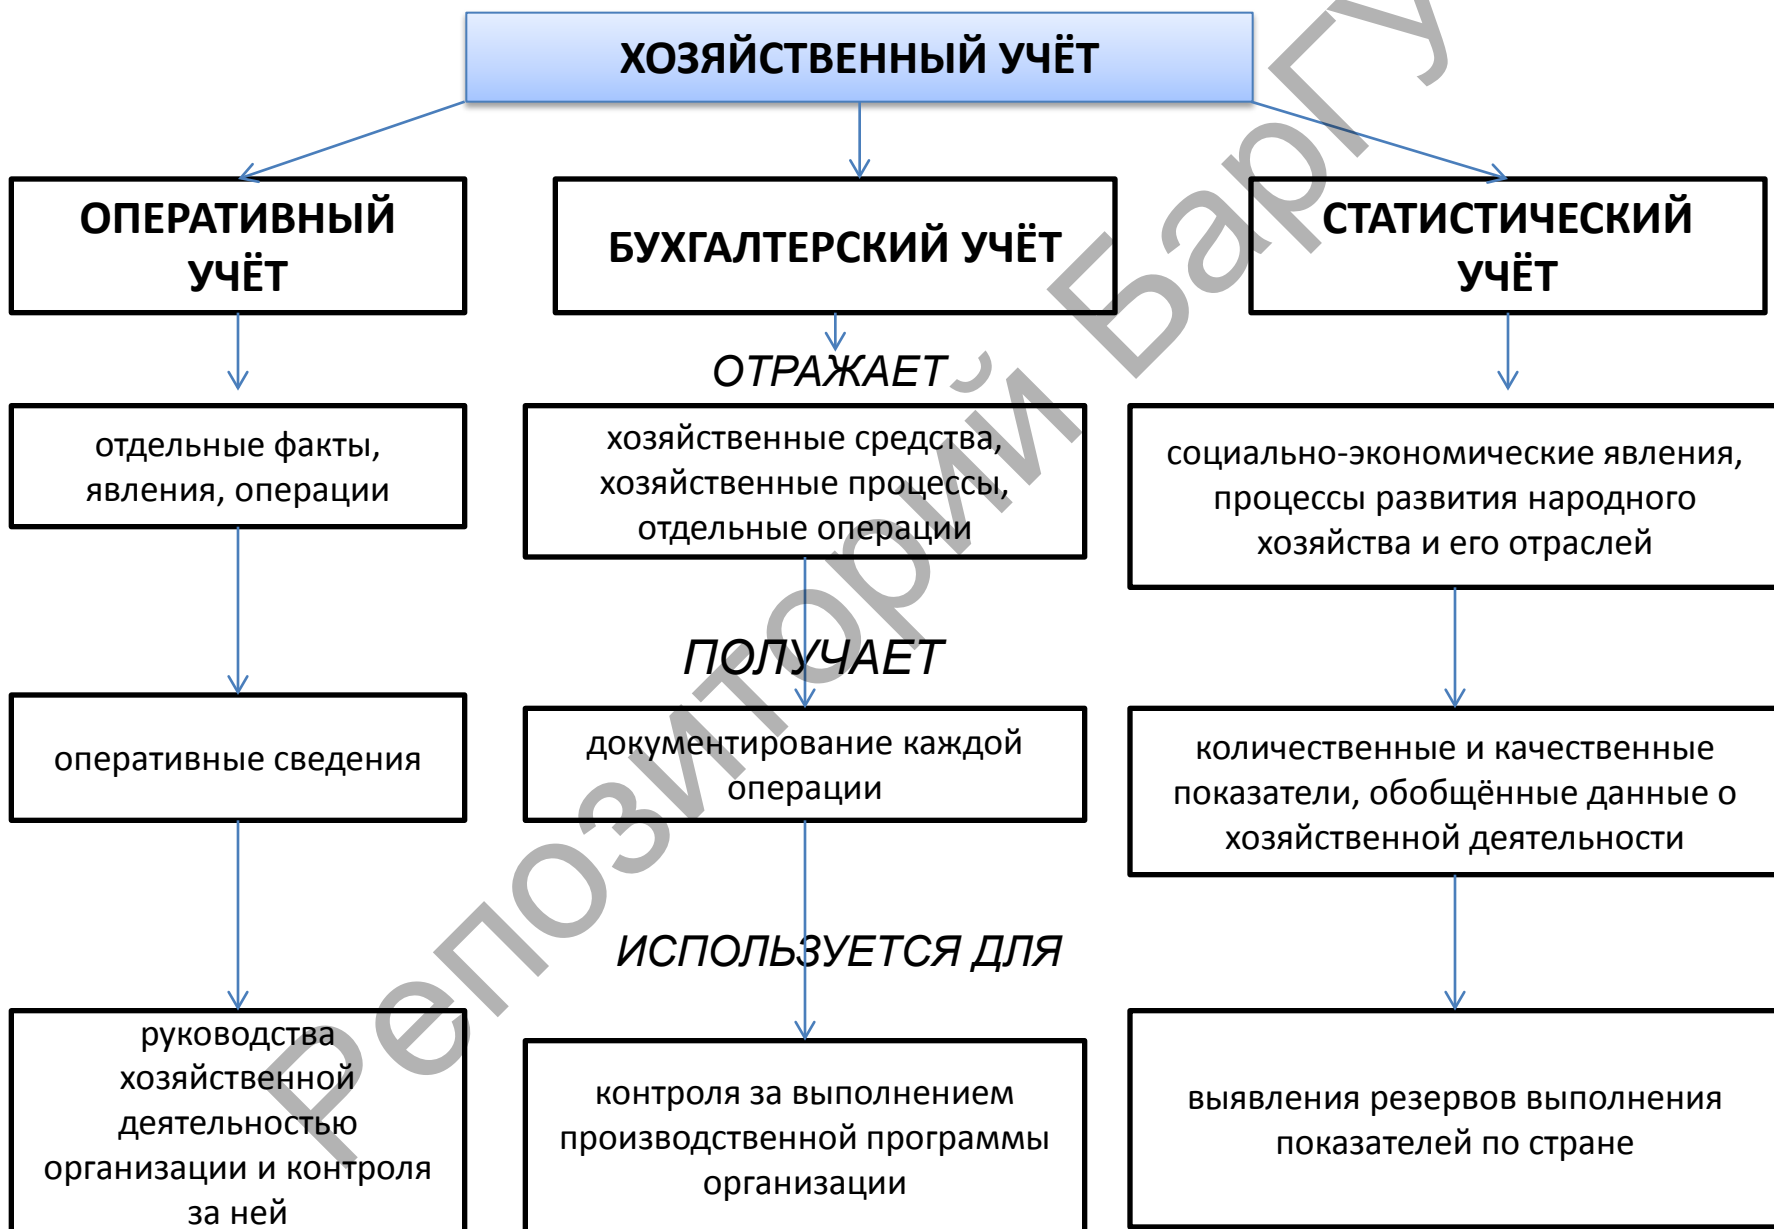 ХОЗЯЙСТВЕННЫЙ УЧЁТ
ОПЕРАТИВНЫЙ
УЧЁТ
БУХГАЛТЕРСКИЙ УЧЁТ
СТАТИСТИЧЕСКИЙ
УЧЁТ
ОТРАЖАЕТ
отдельные факты,
явления, операции
хозяйственные средства,
хозяйственные процессы,
отдельные операции
социально-экономические явления,
процессы развития народного
хозяйства и его отраслей
ПОЛУЧАЕТ
оперативные сведения
документирование каждой
операции
количественные и качественные
показатели, обобщённые данные о
хозяйственной деятельности
ИСПОЛЬЗУЕТСЯ ДЛЯ
руководства
хозяйственной
деятельностью
организации и контроля
за ней
контроля за выполнением
производственной программы
организации
выявления резервов выполнения
показателей по стране
Репозиторий БарГУ